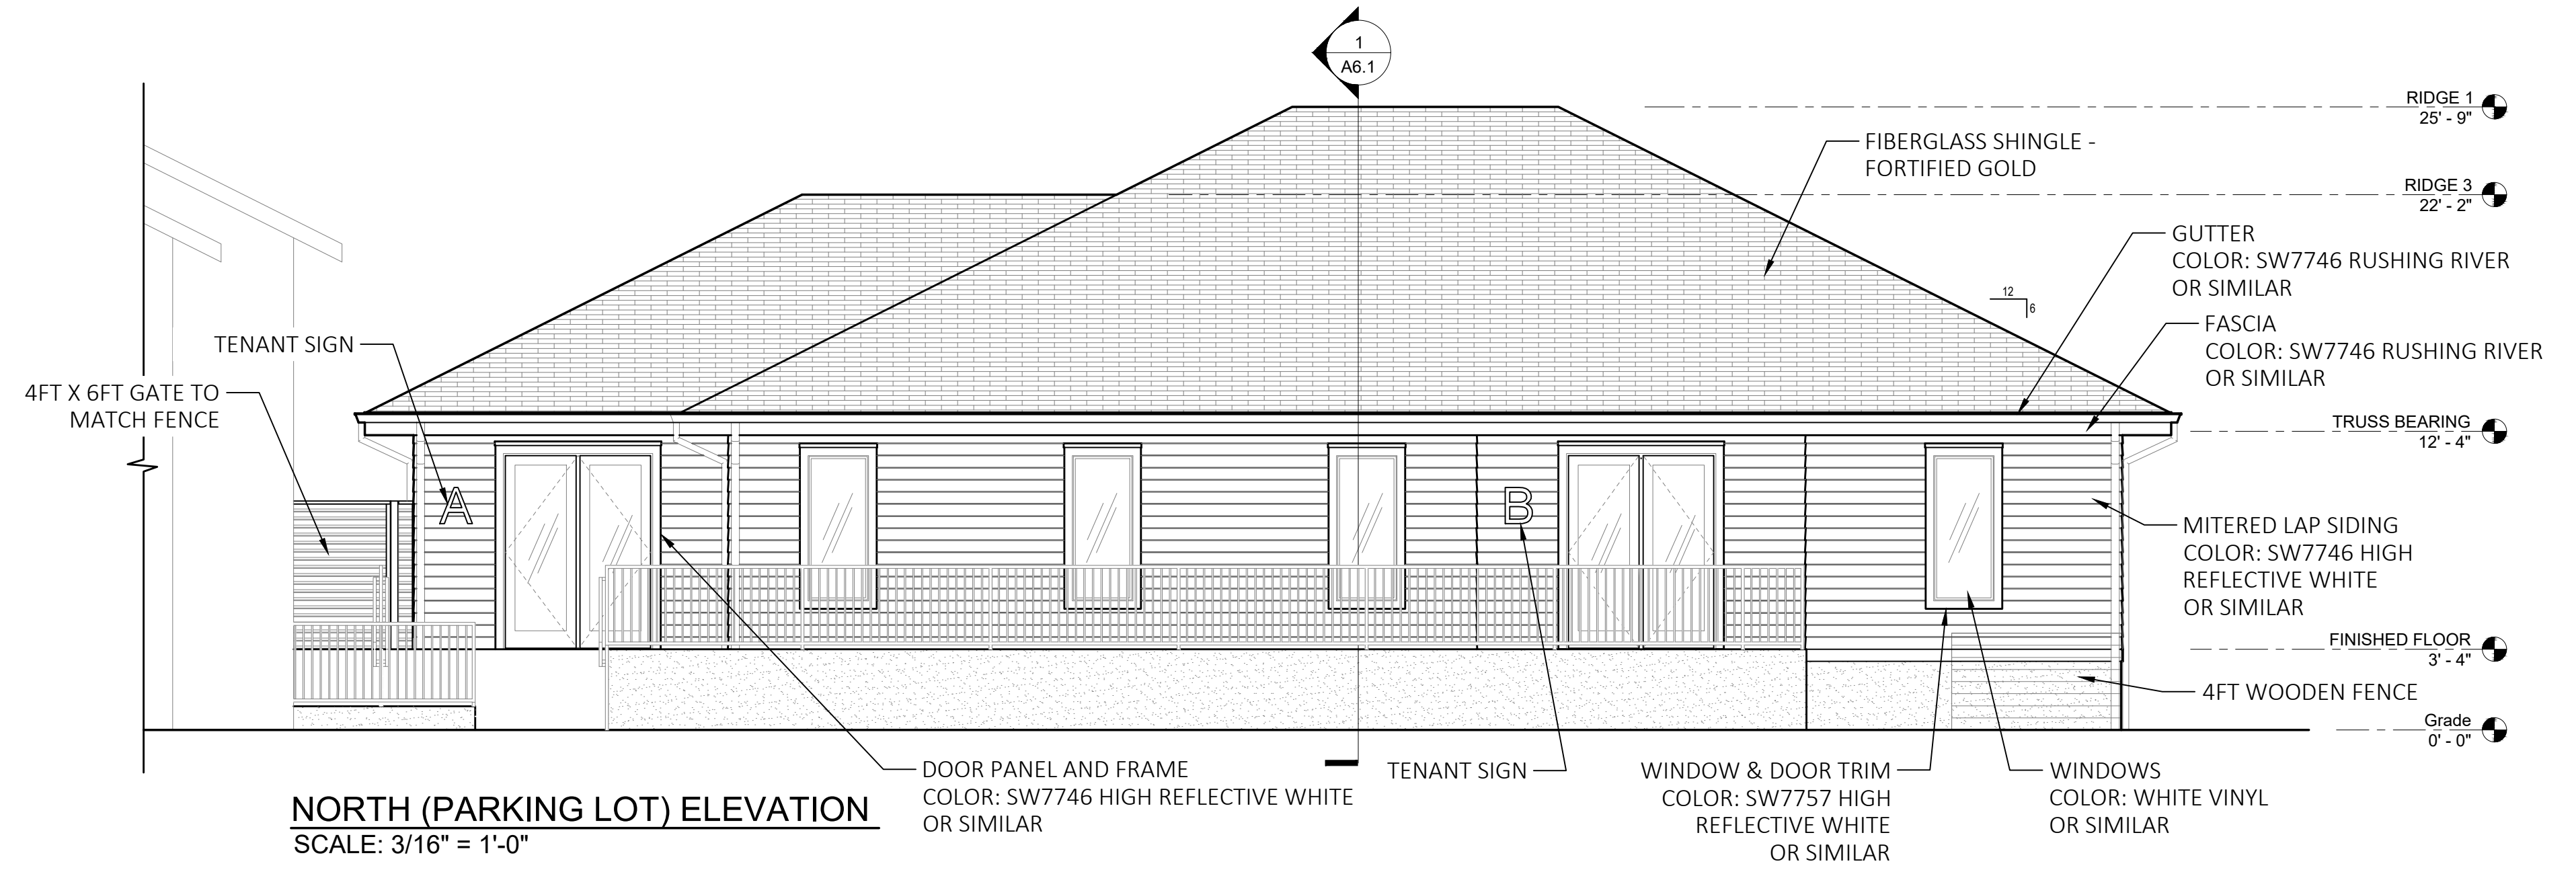 1
A6.1
RIDGE 1
25' - 9"
FIBERGLASS SHINGLE -
FORTIFIED GOLD
RIDGE 3
22' - 2"
GUTTER
COLOR: SW7746 RUSHING RIVER
OR SIMILAR
12
6
FASCIA
COLOR: SW7746 RUSHING RIVER
OR SIMILAR
TENANT SIGN
4FT X 6FT GATE TO
MATCH FENCE
TRUSS BEARING
12' - 4"
A
B
MITERED LAP SIDING
COLOR: SW7746 HIGH
REFLECTIVE WHITE
OR SIMILAR
FINISHED FLOOR
3' - 4"
4FT WOODEN FENCE
Grade
0' - 0"
DOOR PANEL AND FRAME
COLOR: SW7746 HIGH REFLECTIVE WHITE
OR SIMILAR
TENANT SIGN
WINDOW & DOOR TRIM
COLOR: SW7757 HIGH
REFLECTIVE WHITE
OR SIMILAR
WINDOWS
COLOR: WHITE VINYL
OR SIMILAR
NORTH (PARKING LOT) ELEVATION
SCALE: 3/16" = 1'-0"